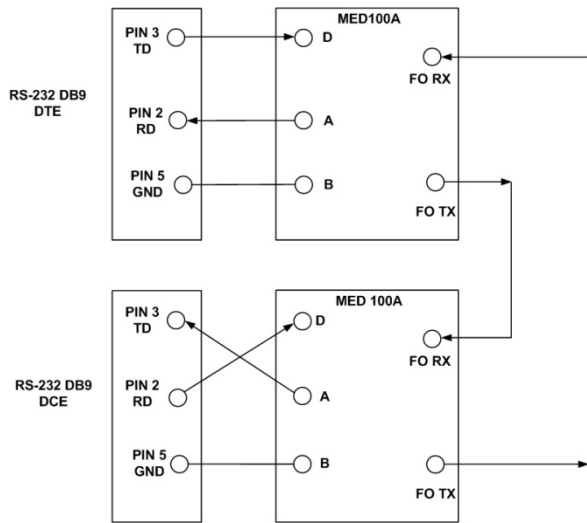 PIN 3
TD
D
MED100A
FO RX
RS-232 DB9
DTE
PIN 2
RD
A
PIN 5
GND
B
FO TX
MED 100A
PIN 3
TD
D
FO RX
RS-232 DB9
DCE
PIN 2
RD
A
PIN 5
GND
B
FO TX